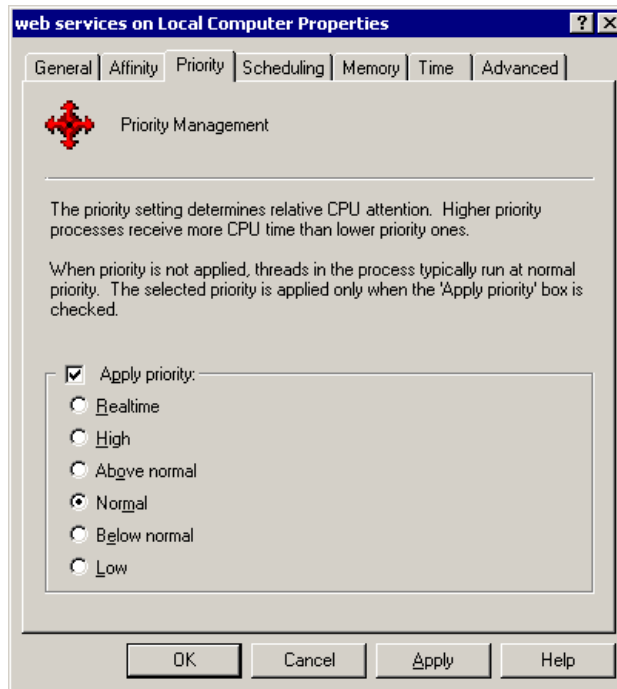 web services on Local Computer Properties
General Affinity Priority Scheduling Memory Time Advanced
Priority Management
The priority setting determines relative CPU attention. Higher priority
processes receive more CPU time than lower priority ones.
When priority is not applied, threads in the process typically run at normal
priority. The selected priority is applied only when the 'Apply priority' box is
checked.
Apply priority:
Realtime
High
Above normal
Normal
Below normal
Low
OK Cancel Apply Help